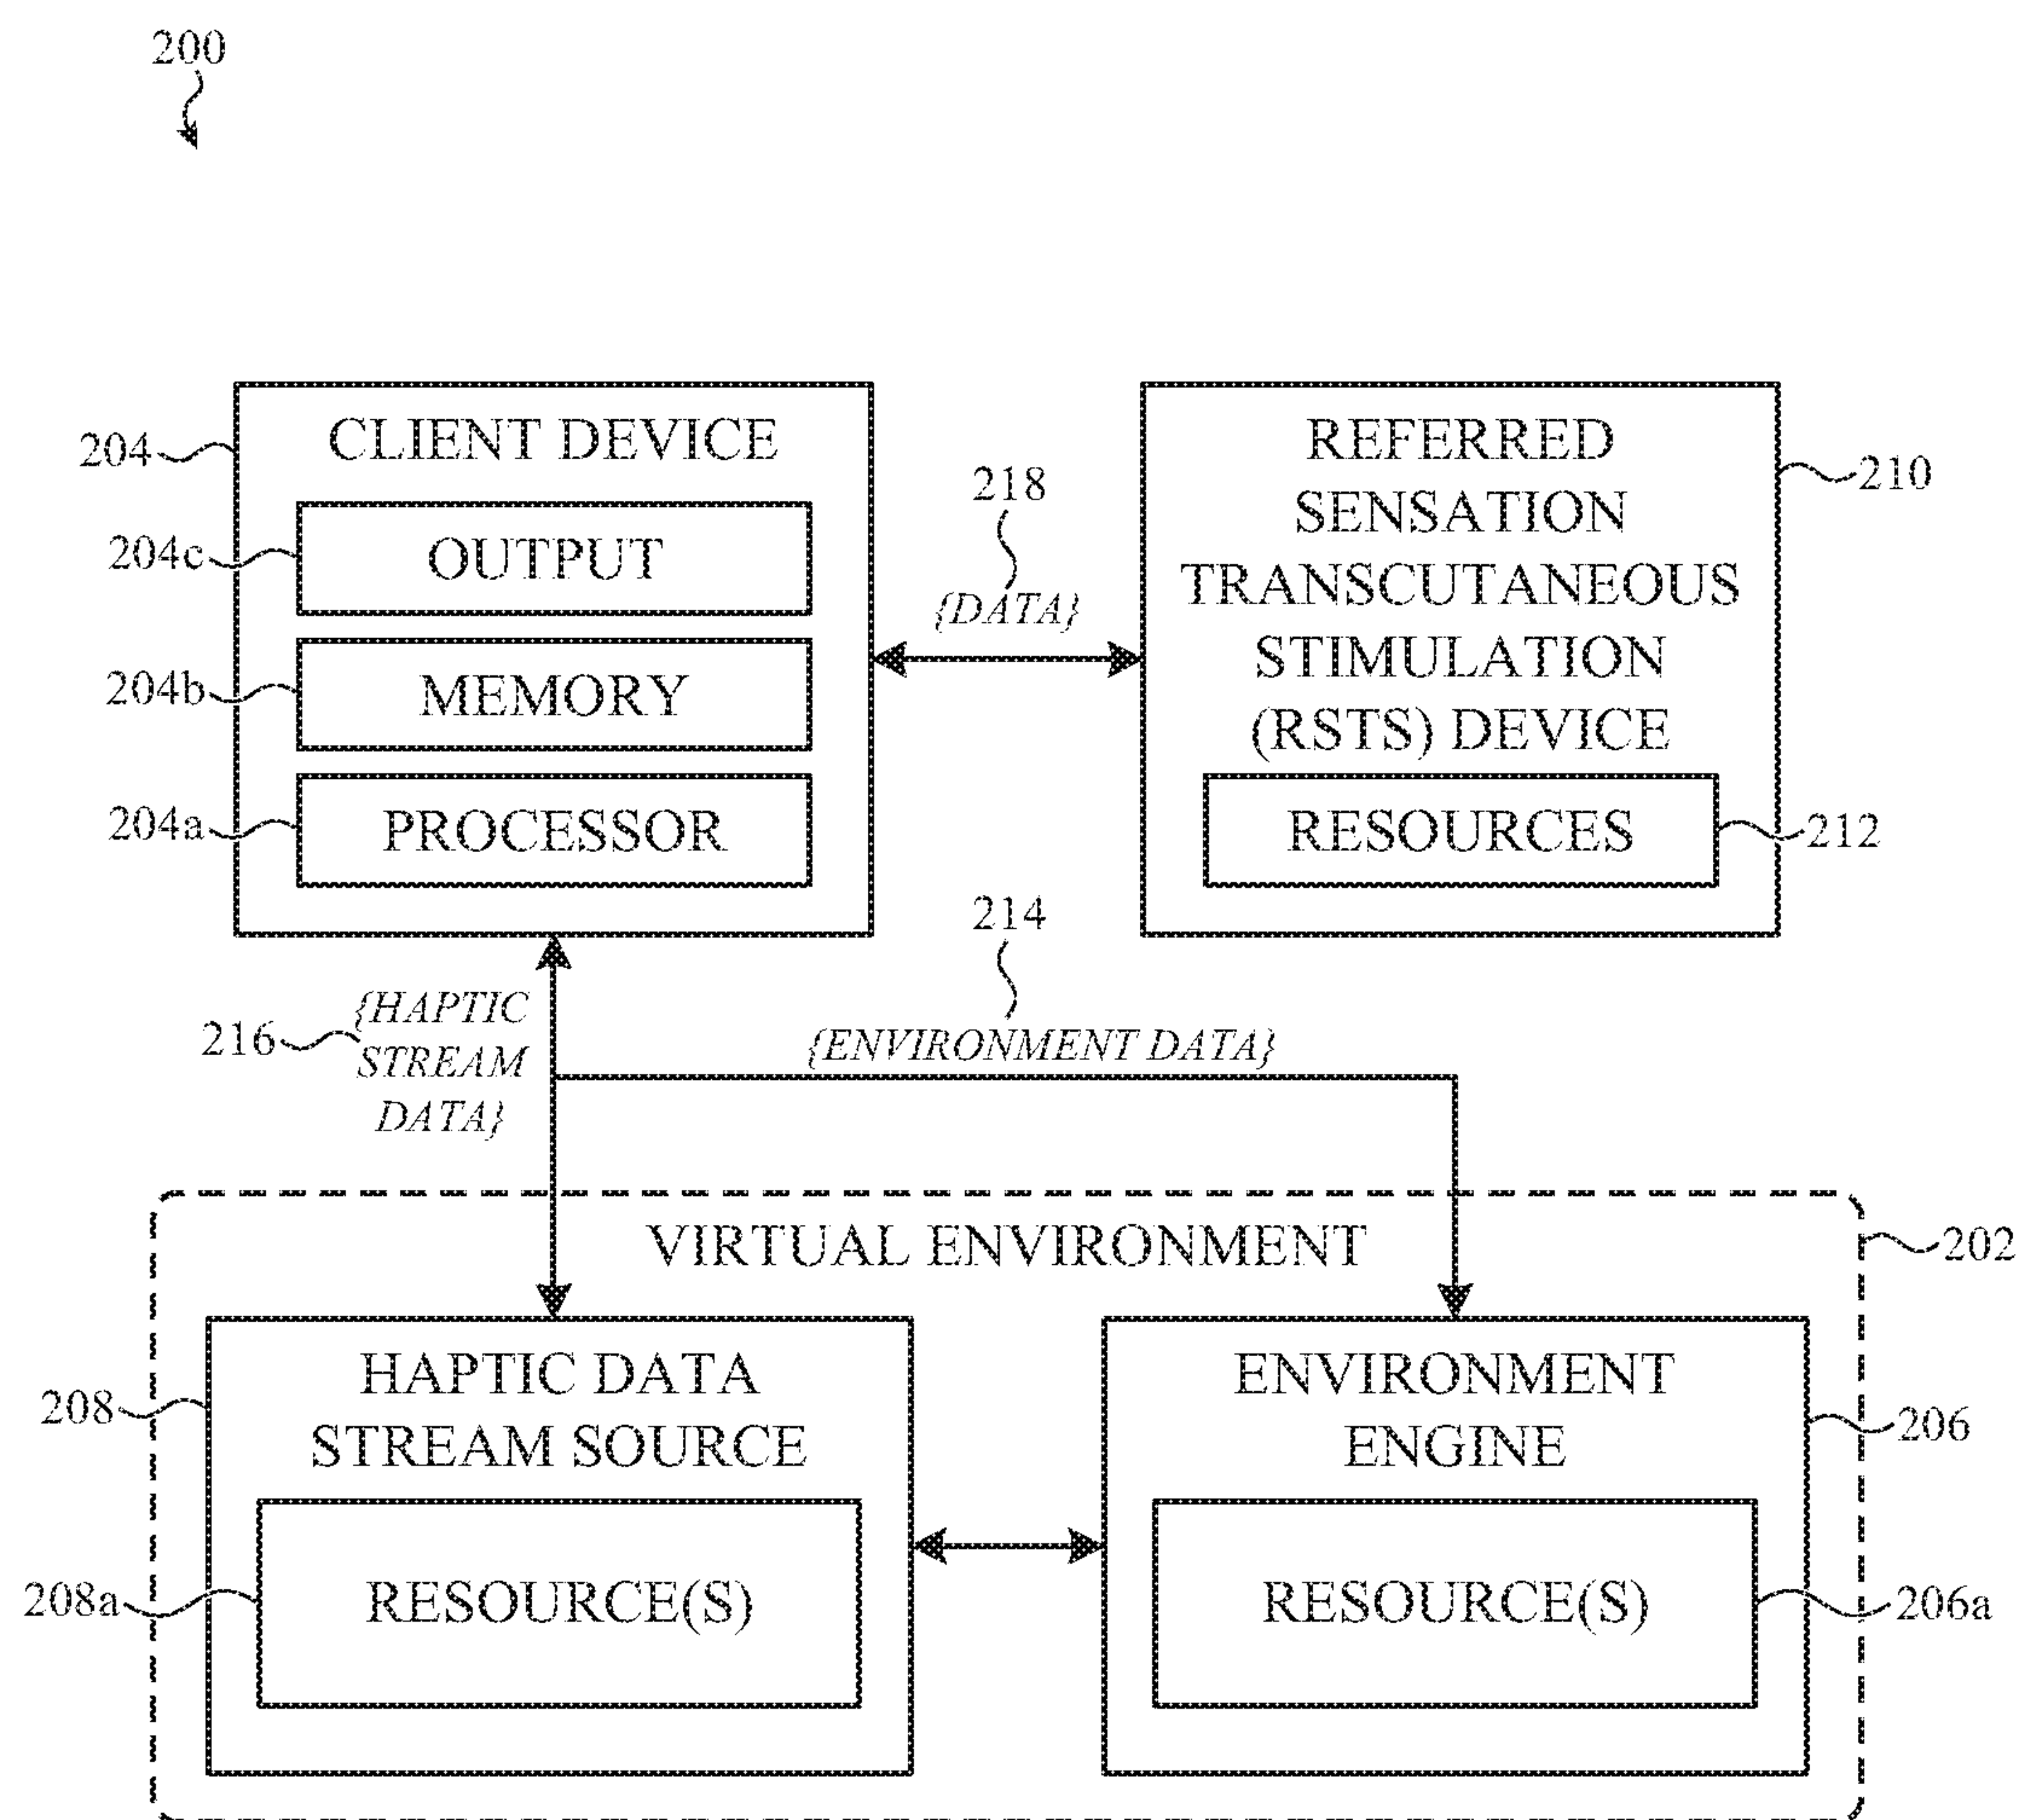 200
204
CLIENT DEVICE
204c
OUTPUT
204b
MEMORY
204a
PROCESSOR
218
{DATA}
REFERRED
SENSATION
TRANSCUTANEOUS
STIMULATION
(RSTS) DEVICE
210
RESOURCES
212
216
{HAPTIC
STREAM
DATA}
214
{ENVIRONMENT DATA}
VIRTUAL ENVIRONMENT
202
208
HAPTIC DATA
STREAM SOURCE
208a
RESOURCE(S)
ENVIRONMENT
ENGINE
206
RESOURCE(S)
206a